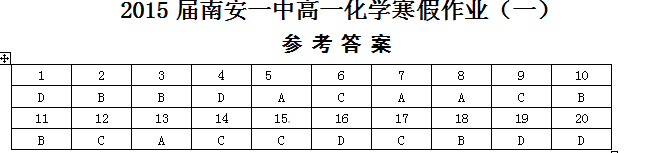 2015 届南安一中高一化学寒假作业（一）
参 考 答 案
1 2 3 4 5 6 7 8 9 10
D B B D A C A A C B
11 12 13 14 15. 16 17 18 19 20
B C A C C D C B D D